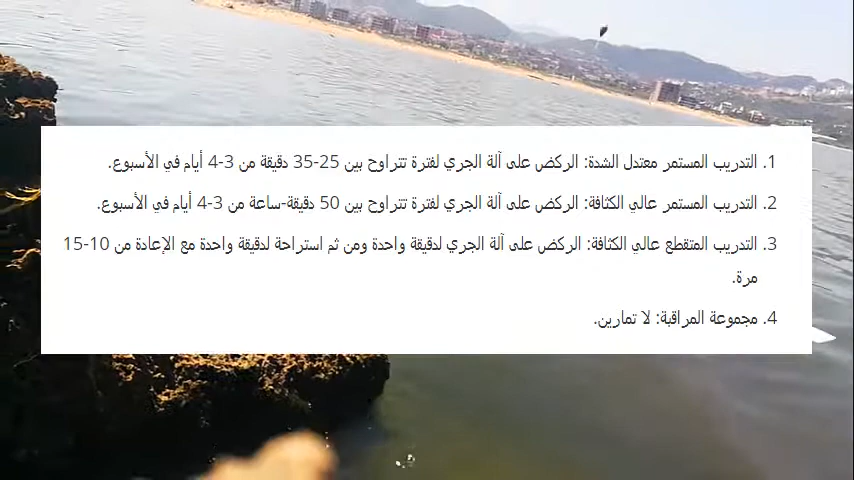 1. التدريب المستمر معتدل الشدة: الركض على آلة الجري لفترة تتراوح بين 25-35 دقيقة من 3-4 أيام في الأسبوع.
2. التدريب المستمر عالي الكثافة: الركض على آلة الجري لفترة تتراوح بين 50 دقيقة-ساعة من 3-4 أيام في الأسبوع.
3. التدريب المتقطع عالي الكثافة: الركض على آلة الجري لدقيقة واحدة ومن ثم استراحة لدقيقة واحدة مع الإعادة من 10-15
مرة.
4. مجموعة المراقبة: لا تمارين.